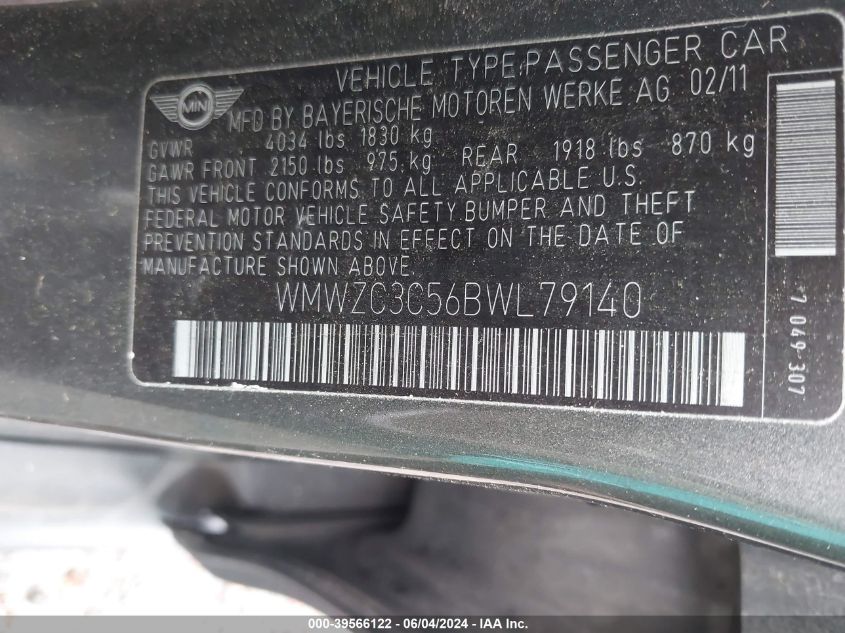 MINI
VEHICLE TYPE:PASSENGER CAR
MFD BY BAYERISCHE MOTOREN WERKE AG 02/11
GVWR 4034 lbs 1830 kg
GAWR FRONT 2150 lbs 975 kg REAR 1918 lbs 870 kg
THIS VEHICLE CONFORMS TO ALL APPLICABLE U.S.
FEDERAL MOTOR VEHICLE SAFETY BUMPER AND THEFT
PREVENTION STANDARDS IN EFFECT ON THE DATE OF
MANUFACTURE SHOWN ABOVE.
WMWZC3C56BWL79140
7 049 307
000-39566122 - 06/04/2024 - IAA Inc.